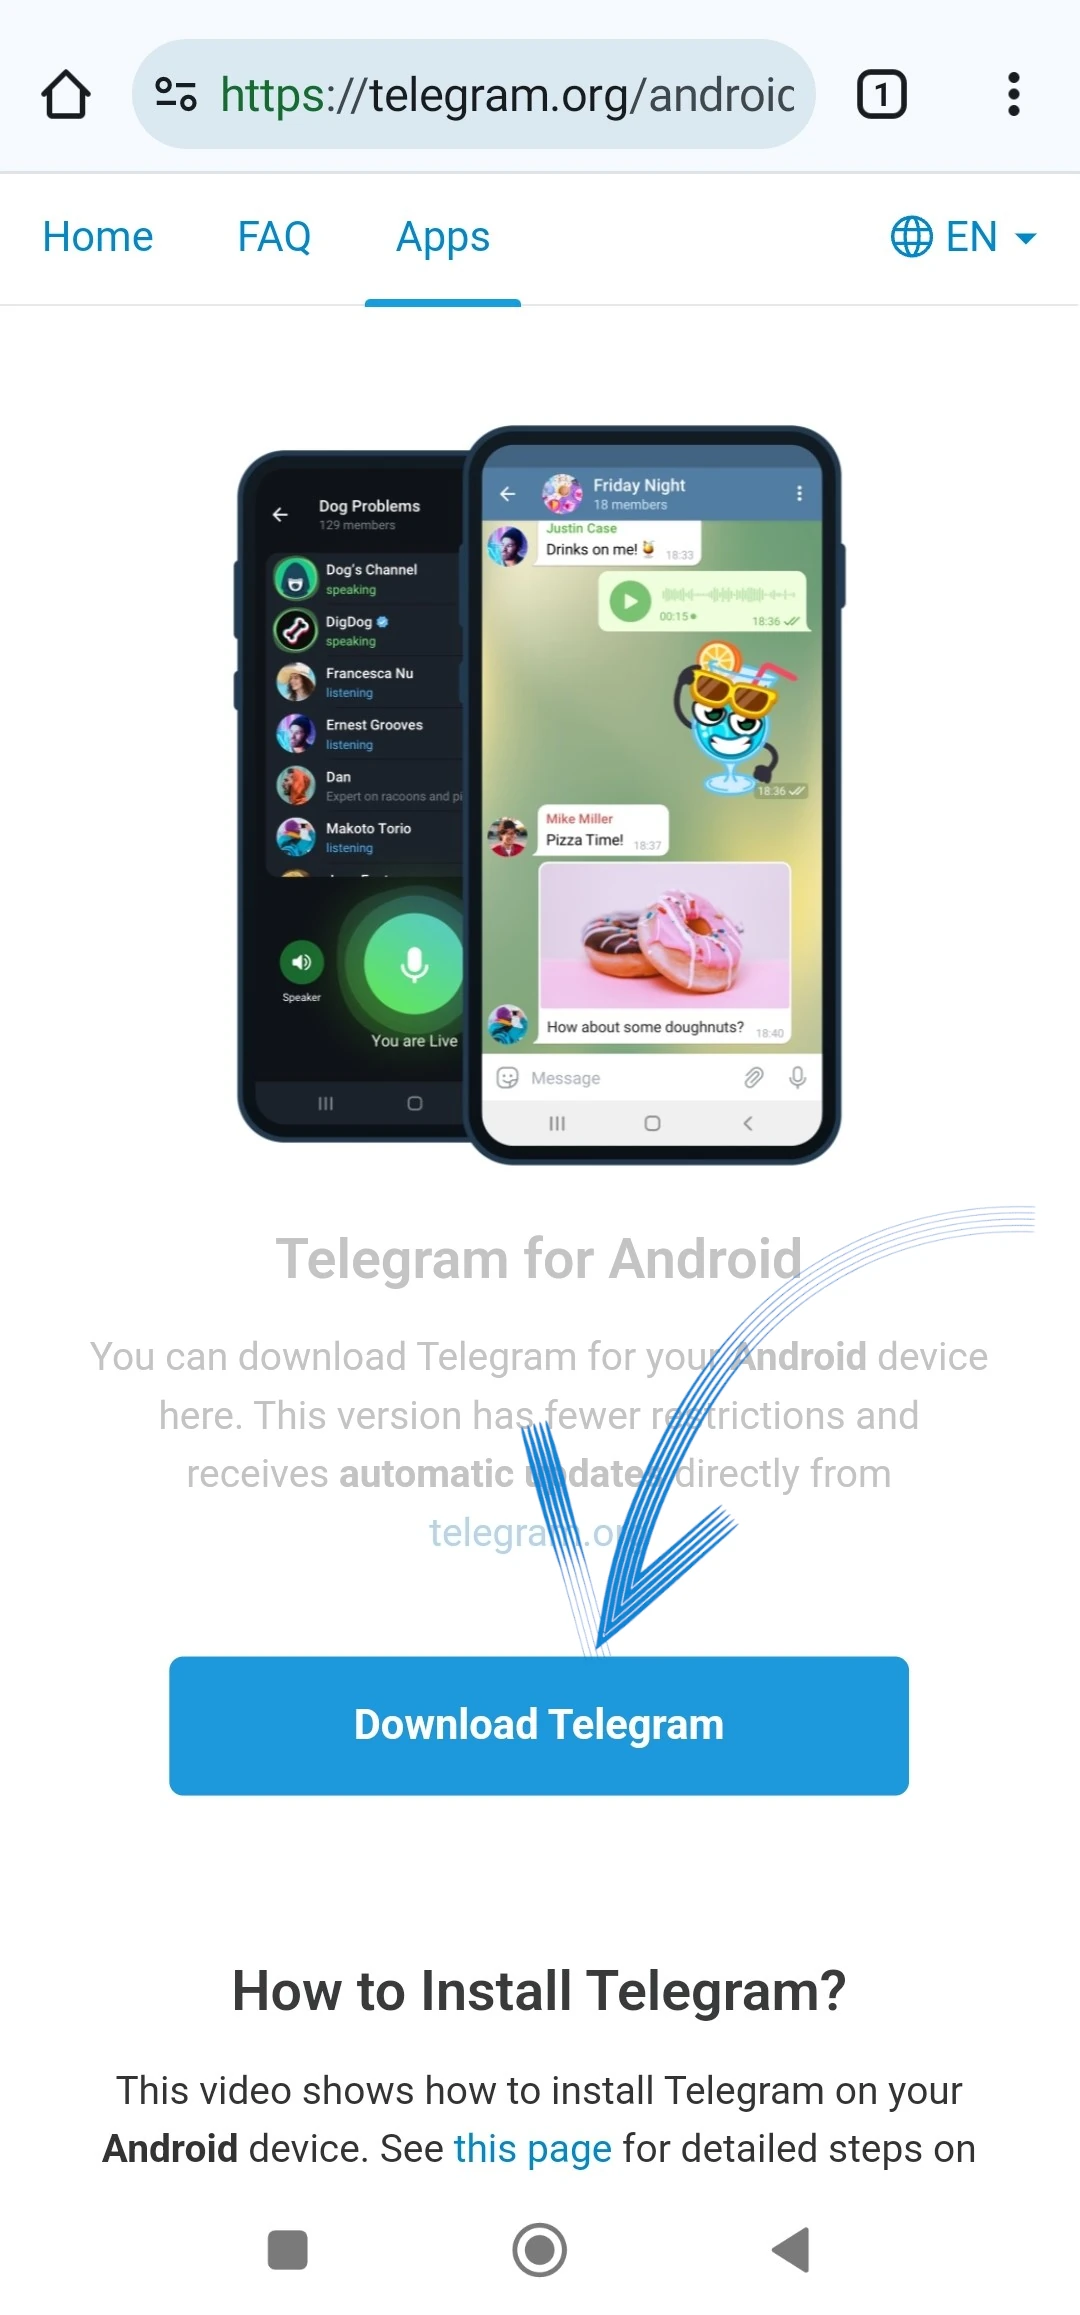 https://telegram.org/android
1
Home FAQ Apps EN
Dog Problems
129 members
Dog's Channel
speaking
DigDog
speaking
Francesca Nu
listening
Ernest Grooves
listening
Dan
Expert on racoons and pi
Makoto Torio
listening
Speaker
You are Live
Friday Night
18 members
Justin Case
Drinks on me! 18:33
00:15 18:36
18:36
Mike Miller
Pizza Time! 18:37
How about some doughnuts? 18:40
Message
Telegram for Android
You can download Telegram for your Android device
here. This version has fewer restrictions and
receives automatic updates directly from
telegram.org
Download Telegram
How to Install Telegram?
This video shows how to install Telegram on your
Android device. See this page for detailed steps on